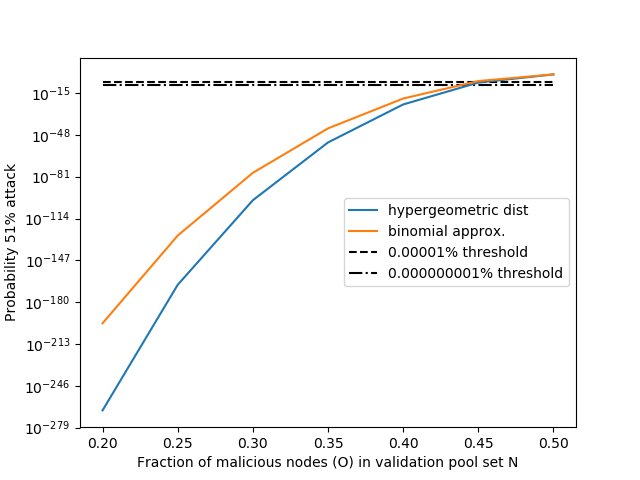 Probability 51% attack
10^−15
10^−48
10^−81
10^−114
10^−147
10^−180
10^−213
10^−246
10^−279
hypergeometric dist
binomial approx.
0.00001% threshold
0.000000001% threshold
0.20 0.25 0.30 0.35 0.40 0.45 0.50
Fraction of malicious nodes (O) in validation pool set N